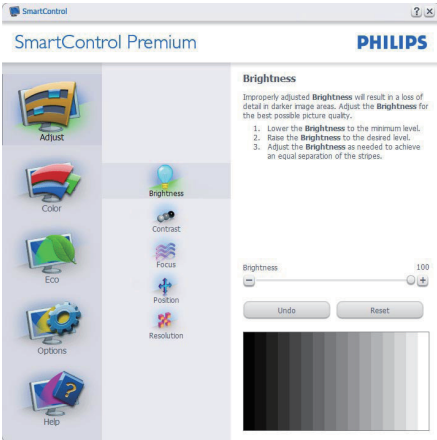 SmartControl
? ×
SmartControl Premium
PHILIPS
Adjust
Color
Eco
Options
Help
Brightness
Contrast
Focus
Position
Resolution
Brightness
Improperly adjusted Brightness will result in a loss of
detail in darker image areas. Adjust the Brightness for
the best possible picture quality.
1. Lower the Brightness to the minimum level.
2. Raise the Brightness to the desired level.
3. Adjust the Brightness as needed to achieve
an equal separation of the stripes.
Brightness 100
− +
Undo Reset